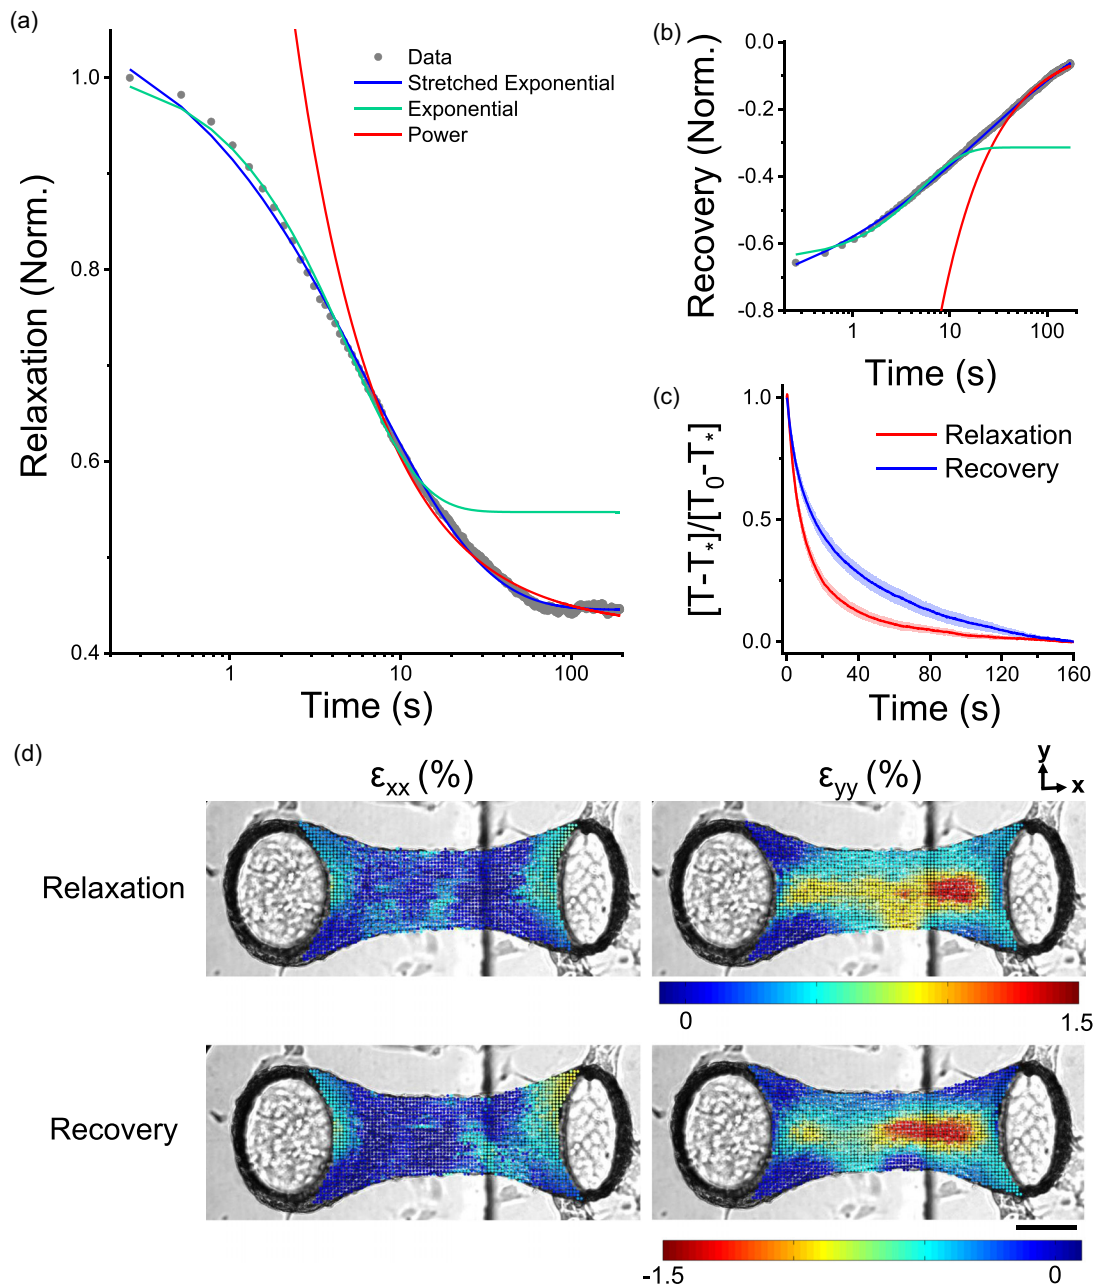 (a)
Data
Stretched Exponential
Exponential
Power
1.0
0.8
0.6
0.4
Relaxation (Norm.)
1 10 100
Time (s)
(b)
0.0
-0.2
-0.4
-0.6
-0.8
Recovery (Norm.)
1 10 100
Time (s)
(c)
Relaxation
Recovery
1.0
0.5
0.0
[T-T*]/[T0-T*]
0 40 80 120 160
Time (s)
(d)
εxx (%) εyy (%)
y
x
Relaxation
0 1.5
Recovery
-1.5 0